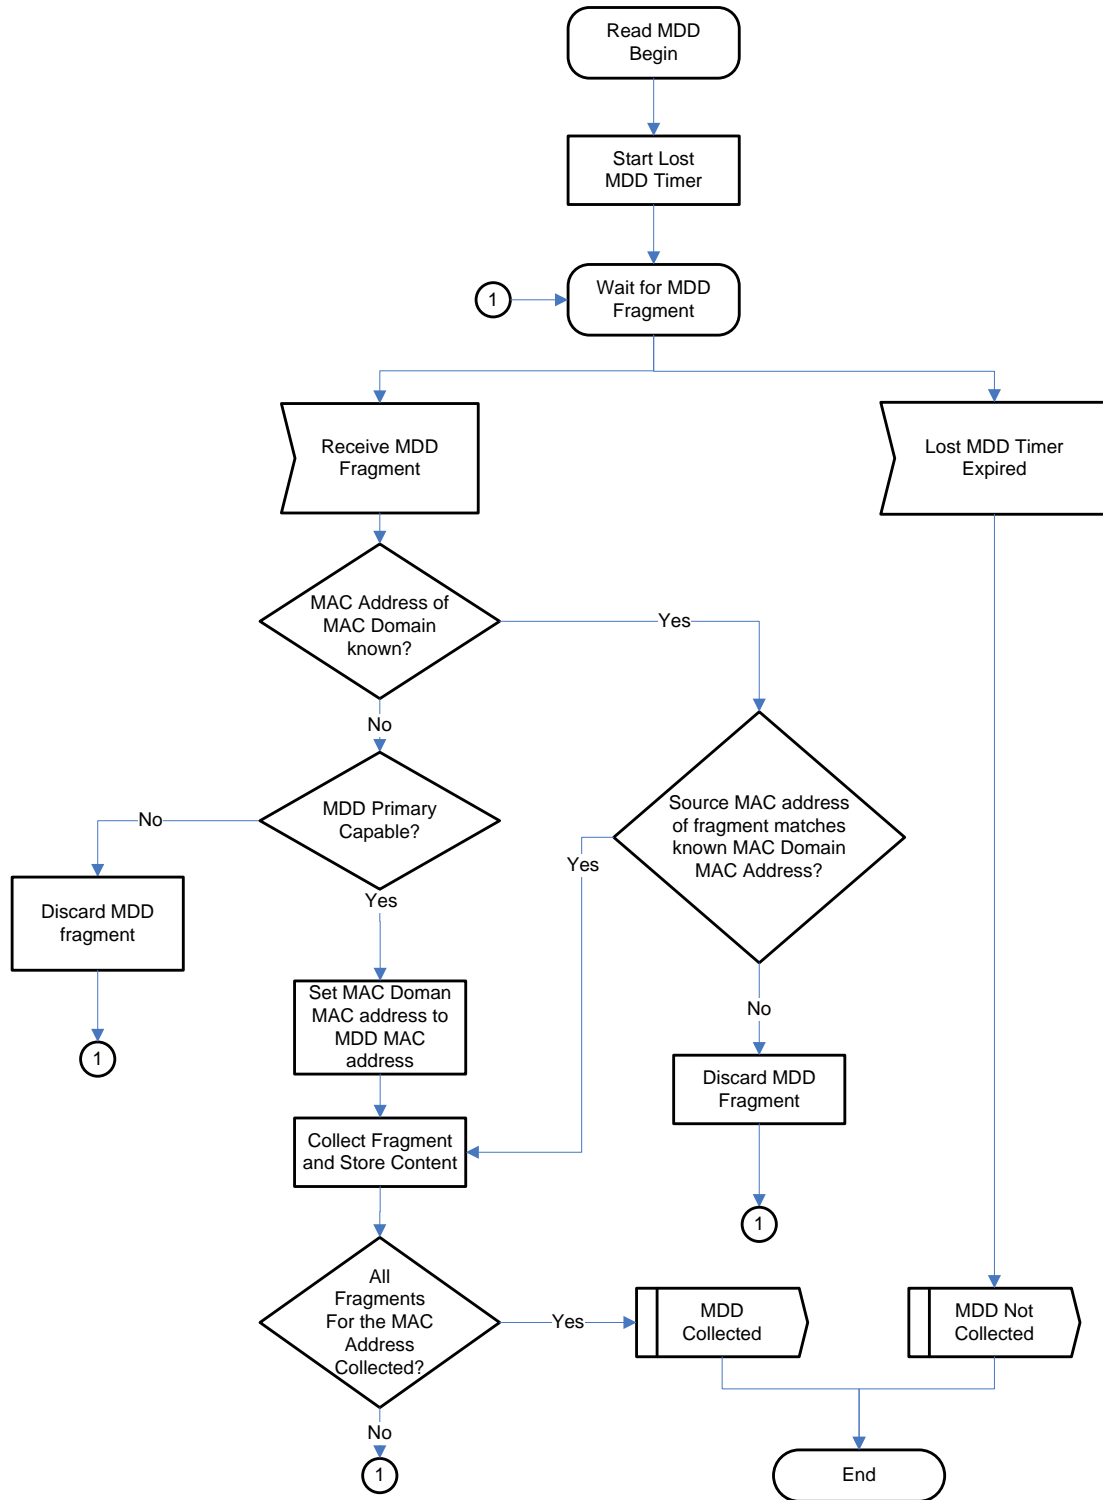 Read MDD
Begin
Start Lost
MDD Timer
1
Wait for MDD
Fragment
Receive MDD
Fragment
Lost MDD Timer
Expired
MAC Address of
MAC Domain
known?
Yes
No
MDD Primary
Capable?
No
Yes
Source MAC address
of fragment matches
known MAC Domain
MAC Address?
Yes
No
Discard MDD
fragment
1
Set MAC Doman
MAC address to
MDD MAC
address
Discard MDD
Fragment
1
Collect Fragment
and Store Content
All
Fragments
For the MAC
Address
Collected?
Yes
No
1
MDD
Collected
MDD Not
Collected
End